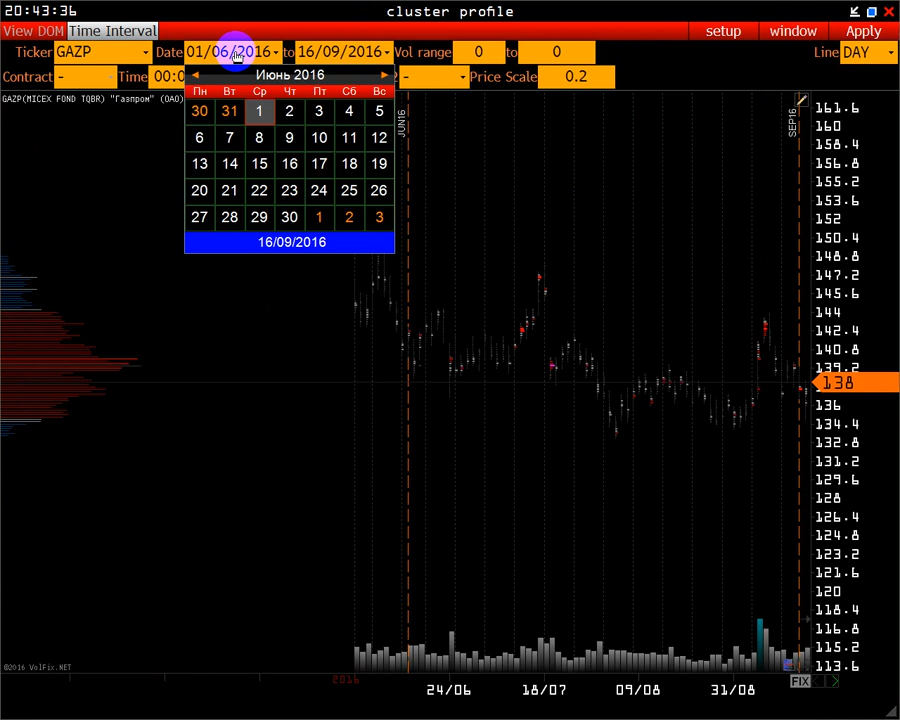 20:43:36 cluster profile
View DOM Time Interval setup window Apply
Ticker GAZP Date 01/06/2016 to 16/09/2016 Vol range 0 to 0 Line DAY
Contract - Time 00:0 - Price Scale 0.2
Июнь 2016
Пн Вт Ср Чт Пт Сб Вс
30 31 1 2 3 4 5
6 7 8 9 10 11 12
13 14 15 16 17 18 19
20 21 22 23 24 25 26
27 28 29 30 1 2 3
16/09/2016
GAZP(MICEX FOND TQBR) "Газпром" (ОАО)
JUN16
SEP16
161.6
160
158.4
156.8
155.2
153.6
152
150.4
148.8
147.2
145.6
144
142.4
140.8
139.2
138
136
134.4
132.8
131.2
129.6
128
126.4
124.8
123.2
121.6
120
118.4
116.8
115.2
113.6
©2016 VolFix.NET
2016
FIX
24/06 18/07 09/08 31/08